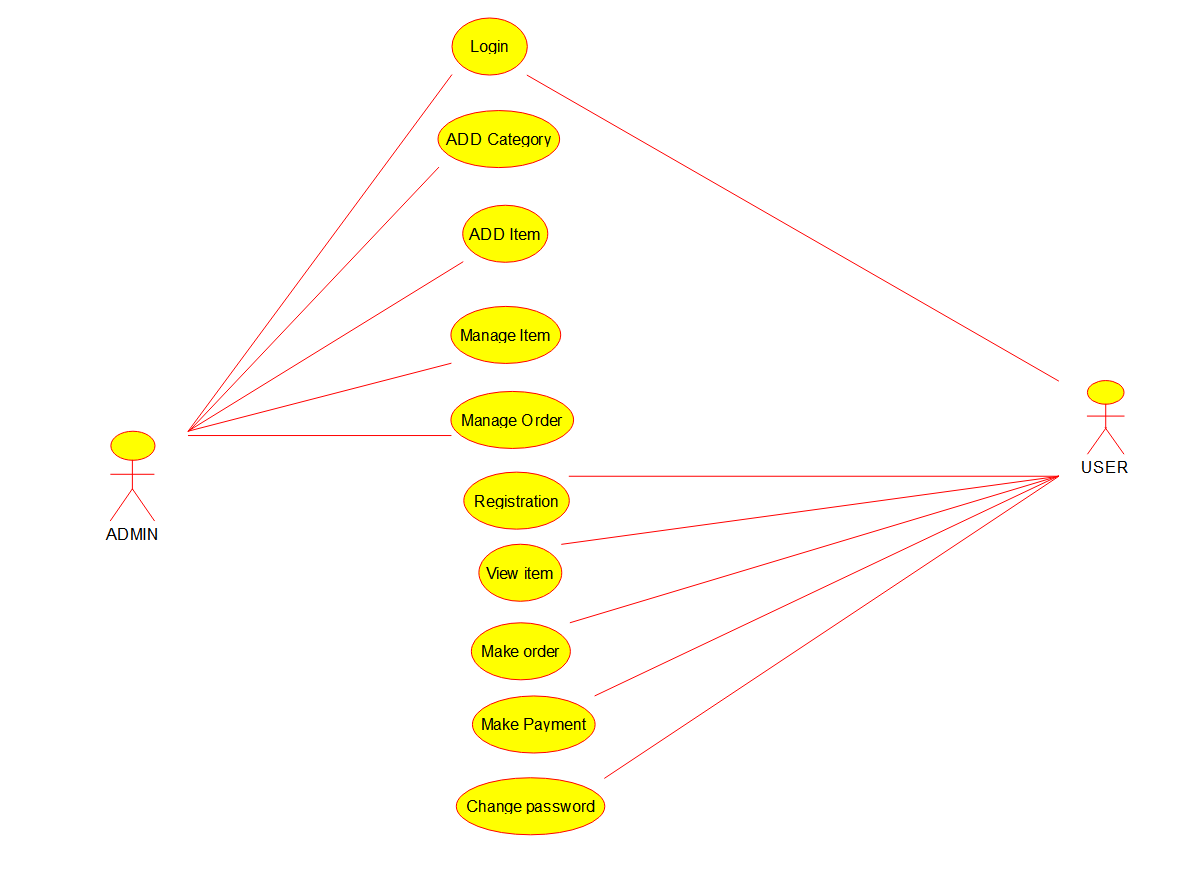 Login
ADD Category
ADD Item
Manage Item
Manage Order
Registration
View item
Make order
Make Payment
Change password
ADMIN
USER